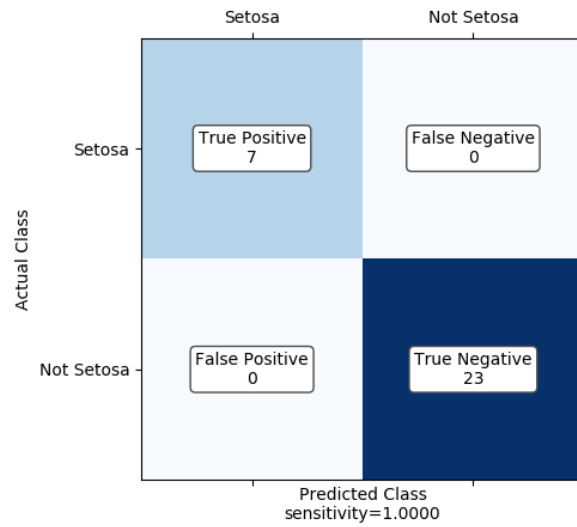 Setosa
Not Setosa
Actual Class
Setosa
True Positive
7
False Negative
0
Not Setosa
False Positive
0
True Negative
23
Predicted Class
sensitivity=1.0000